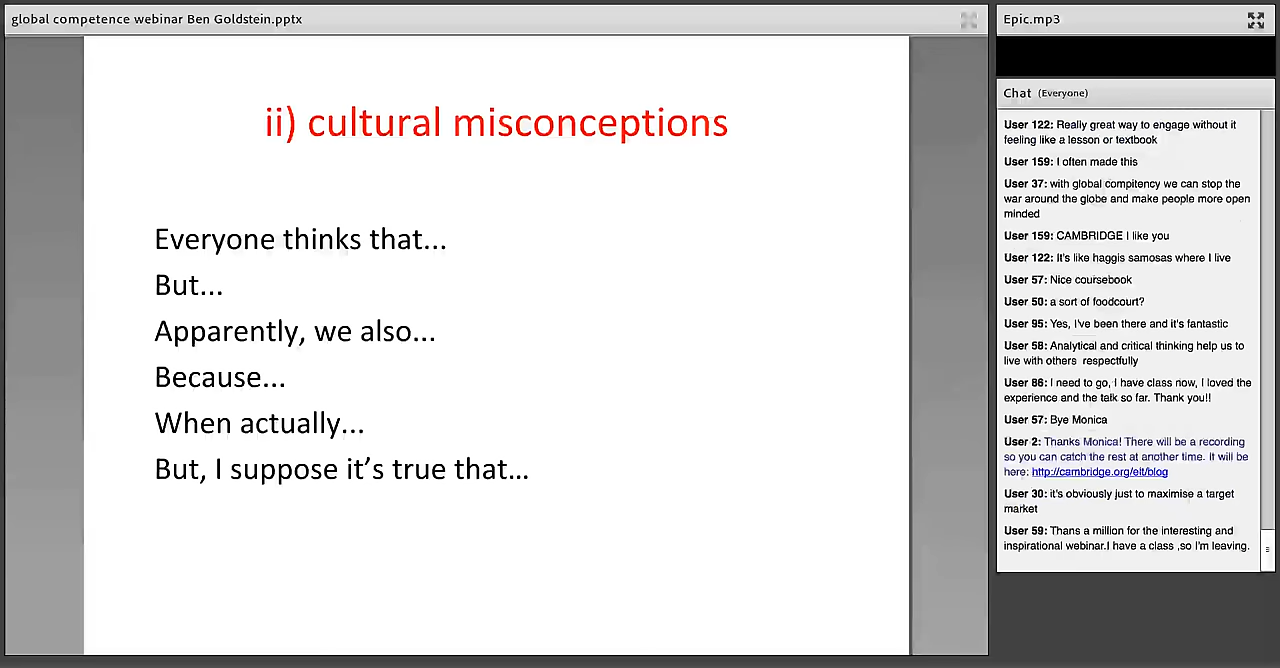 global competence webinar Ben Goldstein.pptx
ii) cultural misconceptions
Everyone thinks that...
But...
Apparently, we also...
Because...
When actually...
But, I suppose it's true that...
Epic.mp3
Chat (Everyone)
User 122: Really great way to engage without it
feeling like a lesson or textbook
User 159: I often made this
User 37: with global compitency we can stop the
war around the globe and make people more open
minded
User 159: CAMBRIDGE I like you
User 122: It's like haggis samosas where I live
User 57: Nice coursebook
User 50: a sort of foodcourt?
User 95: Yes, I've been there and it's fantastic
User 58: Analytical and critical thinking help us to
live with others respectfully
User 86: I need to go, I have class now, I loved the
experience and the talk so far. Thank you!!
User 57: Bye Monica
User 2: Thanks Monica! There will be a recording
so you can catch the rest at another time. It will be
here: http://cambridge.org/elt/blog
User 30: it's obviously just to maximise a target
market
User 59: Thans a million for the interesting and
inspirational webinar.I have a class ,so I'm leaving.